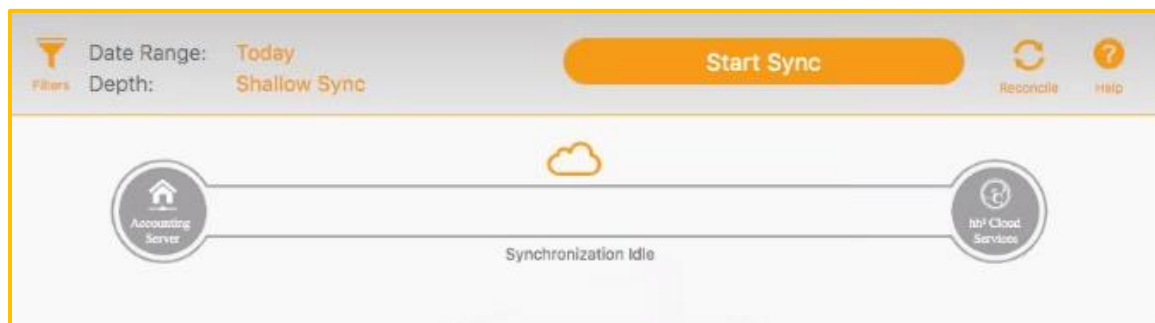 Date Range: Today
Start Sync
Filters
Depth: Shallow Sync
Reconcile
Help
Accounting
Server
hh² Cloud
Services
Synchronization Idle